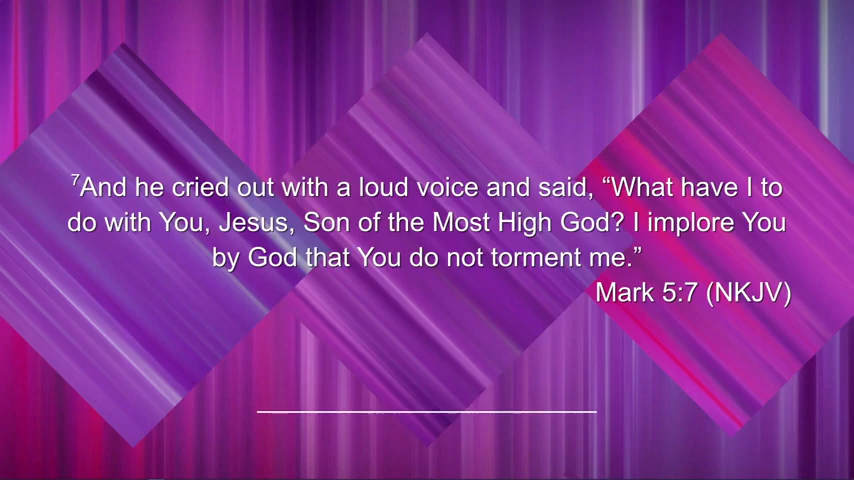 ⁷And he cried out with a loud voice and said, “What have I to
do with You, Jesus, Son of the Most High God? I implore You
by God that You do not torment me.”
Mark 5:7 (NKJV)